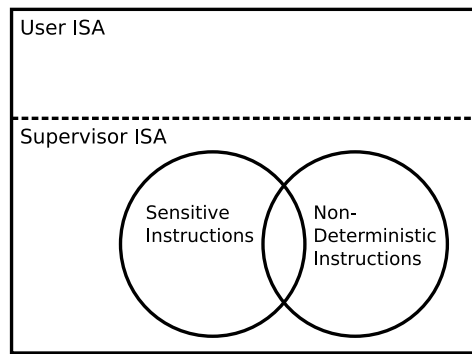 User ISA
Supervisor ISA
Sensitive
Instructions
Non-
Deterministic
Instructions